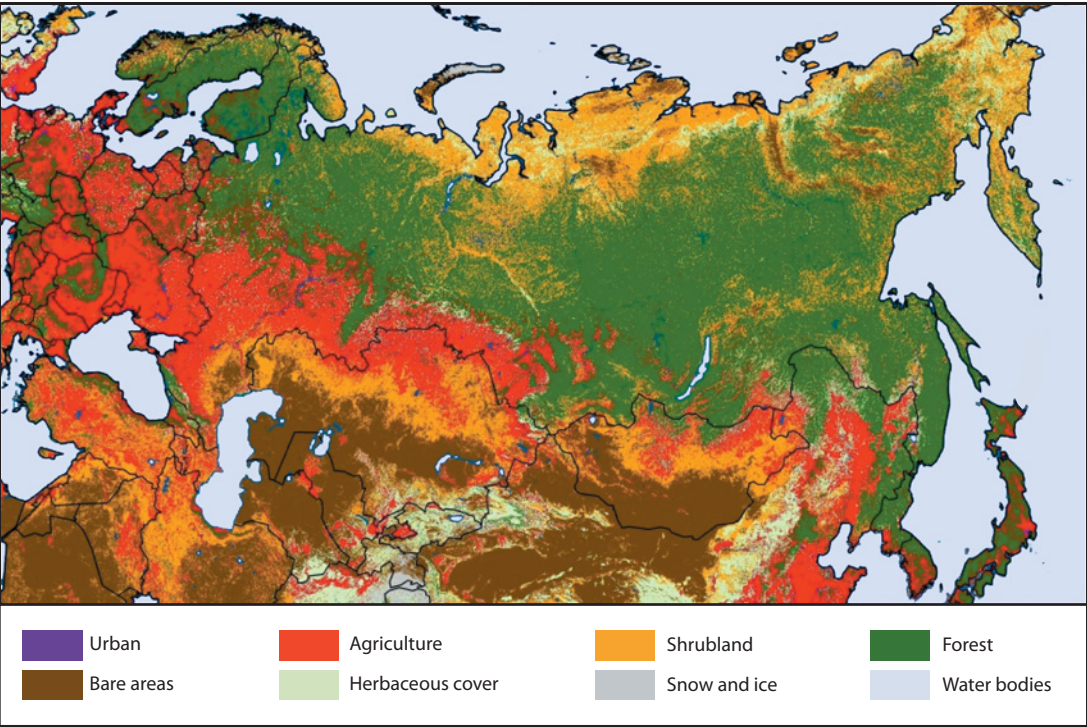 Urban
Agriculture
Shrubland
Forest
Bare areas
Herbaceous cover
Snow and ice
Water bodies